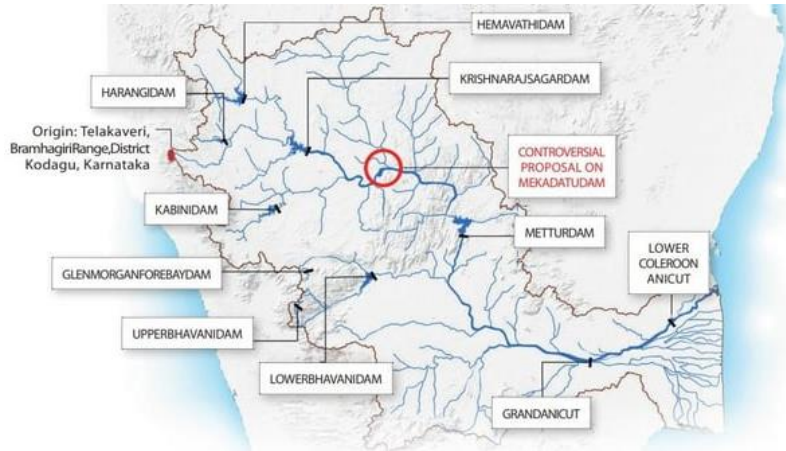 HEMAVATHIDAM
KRISHNARAJSAGARDAM
HARANGIDAM
Origin: Telakaveri,
BramhagiriRange,District
Kodagu, Karnataka
CONTROVERSIAL
PROPOSAL ON
MEKADATUDAM
KABINIDAM
METTURDAM
LOWER
COLEROON
ANICUT
GLENMORGANFOREBAYDAM
UPPERBHAVANIDAM
LOWERBHAVANIDAM
GRANDANICUT